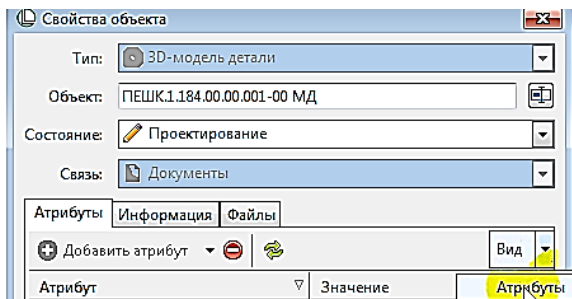 Свойства объекта
Тип: 3D-модель детали
Объект: ПЕШК.1.184.00.00.001-00 МД
Состояние: Проектирование
Связь: Документы
Атрибуты Информация Файлы
Добавить атрибут Вид
Атрибут Значение Атрибуты